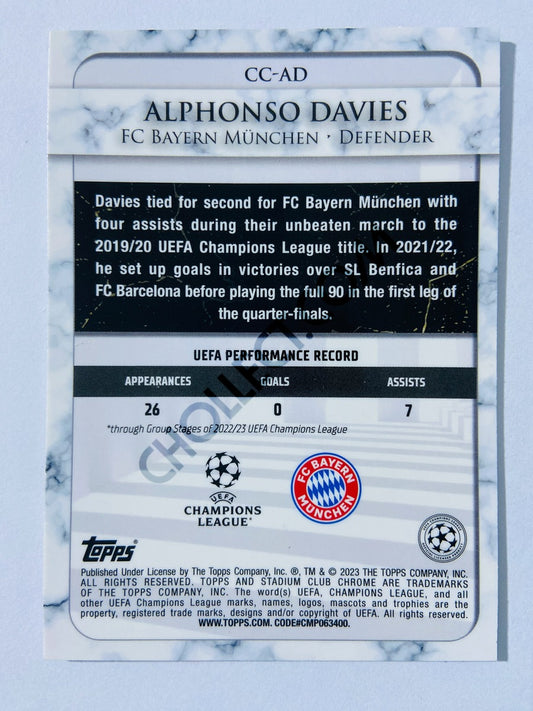 CC-AD
ALPHONSO DAVIES
FC BAYERN MÜNCHEN · DEFENDER
Davies tied for second for FC Bayern München with
four assists during their unbeaten march to the
2019/20 UEFA Champions League title. In 2021/22,
he set up goals in victories over SL Benfica and
FC Barcelona before playing the full 90 in the first leg of
the quarter-finals.
UEFA PERFORMANCE RECORD
APPEARANCES GOALS ASSISTS
26 0 7
*through Group Stages of 2022/23 UEFA Champions League
CHOLLECT.COM
UEFA
CHAMPIONS
LEAGUE®
FC BAYERN
MÜNCHEN
Topps
Published Under License by The Topps Company, Inc. ®, TM & © 2023 THE TOPPS COMPANY, INC.
ALL RIGHTS RESERVED. TOPPS AND STADIUM CLUB CHROME ARE TRADEMARKS
OF THE TOPPS COMPANY, INC. The word(s) UEFA, CHAMPIONS LEAGUE, and all
other UEFA Champions League marks, names, logos, mascots and trophies are the
property, registered trade marks, designs and/or copyright of UEFA. All rights reserved.
WWW.TOPPS.COM. CODE#CMP063400.